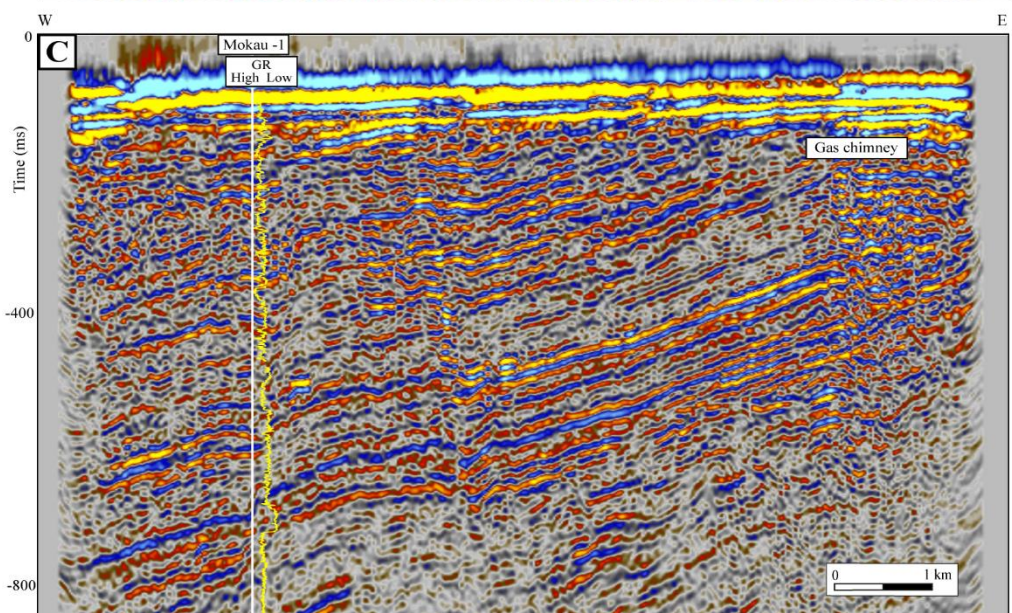 W
E
0
C
Mokau -1
GR
High Low
Time (ms)
Gas chimney
-400
0
1 km
-800